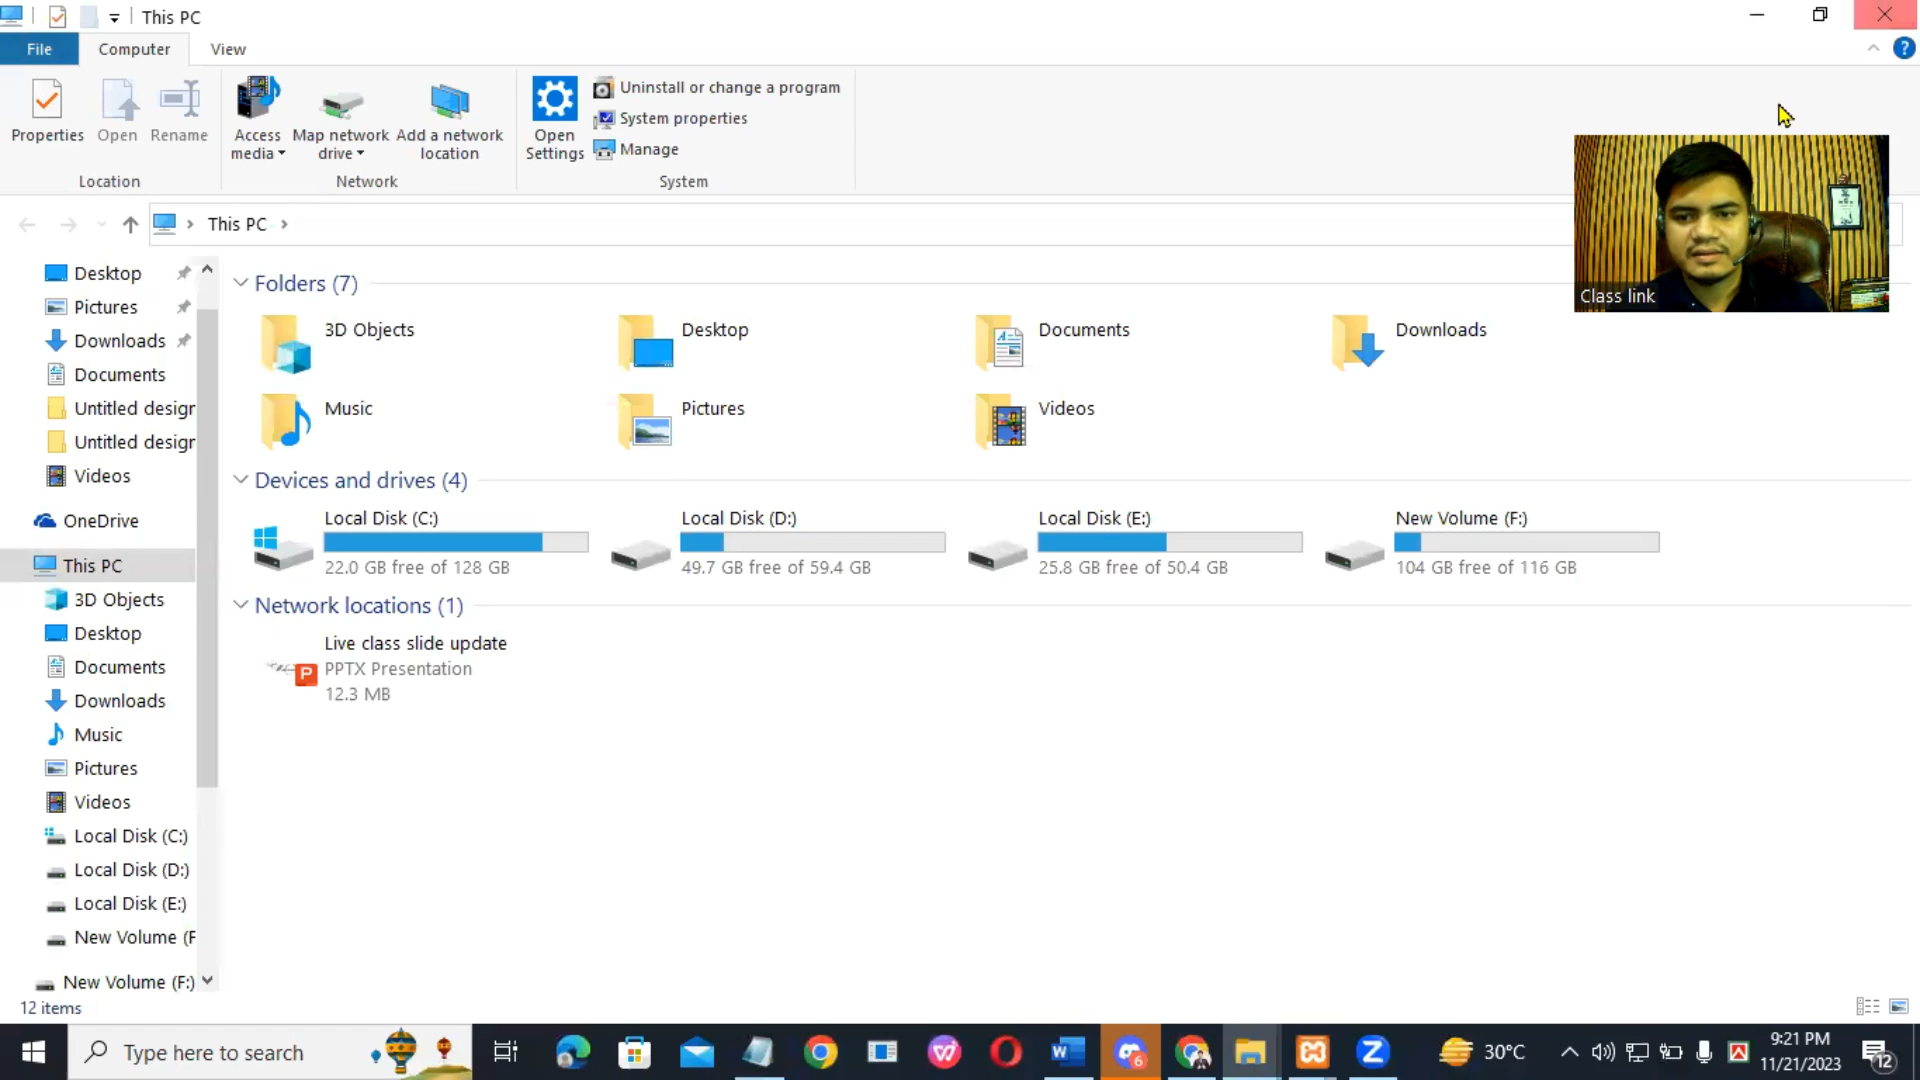 This PC
File
Computer
View
Properties
Open
Rename
Access media
Map network drive
Add a network location
Open Settings
Uninstall or change a program
System properties
Manage
Location
Network
System
This PC
Class link
Desktop
Pictures
Downloads
Documents
Untitled design
Untitled design
Videos
OneDrive
This PC
3D Objects
Desktop
Documents
Downloads
Music
Pictures
Videos
Local Disk (C:)
Local Disk (D:)
Local Disk (E:)
New Volume (F
New Volume (F:)
Folders (7)
3D Objects
Desktop
Documents
Downloads
Music
Pictures
Videos
Devices and drives (4)
Local Disk (C:)
22.0 GB free of 128 GB
Local Disk (D:)
49.7 GB free of 59.4 GB
Local Disk (E:)
25.8 GB free of 50.4 GB
New Volume (F:)
104 GB free of 116 GB
Network locations (1)
Live class slide update
PPTX Presentation
12.3 MB
12 items
Type here to search
6
30°C
9:21 PM
11/21/2023
12